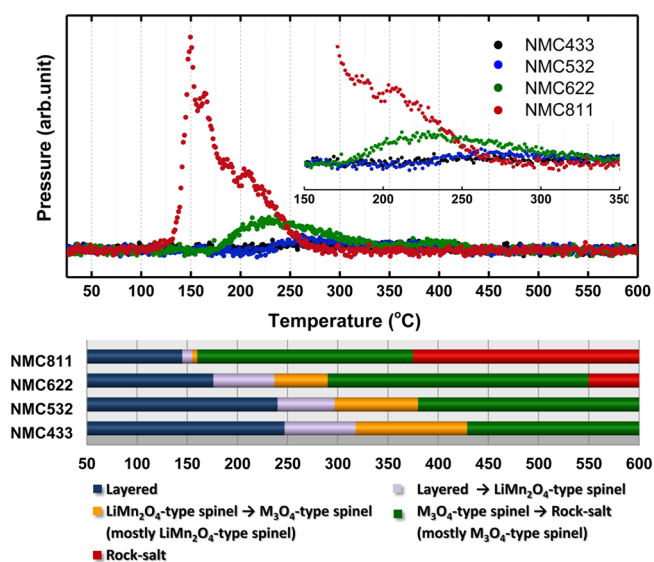 Pressure (arb.unit)
NMC433
NMC532
NMC622
NMC811
150 200 250 300 350
50 100 150 200 250 300 350 400 450 500 550 600
Temperature (°C)
NMC811
NMC622
NMC532
NMC433
50 100 150 200 250 300 350 400 450 500 550 600
Layered
Layered → LiMn₂O₄-type spinel
LiMn₂O₄-type spinel → M₃O₄-type spinel
(mostly LiMn₂O₄-type spinel)
M₃O₄-type spinel → Rock-salt
(mostly M₃O₄-type spinel)
Rock-salt